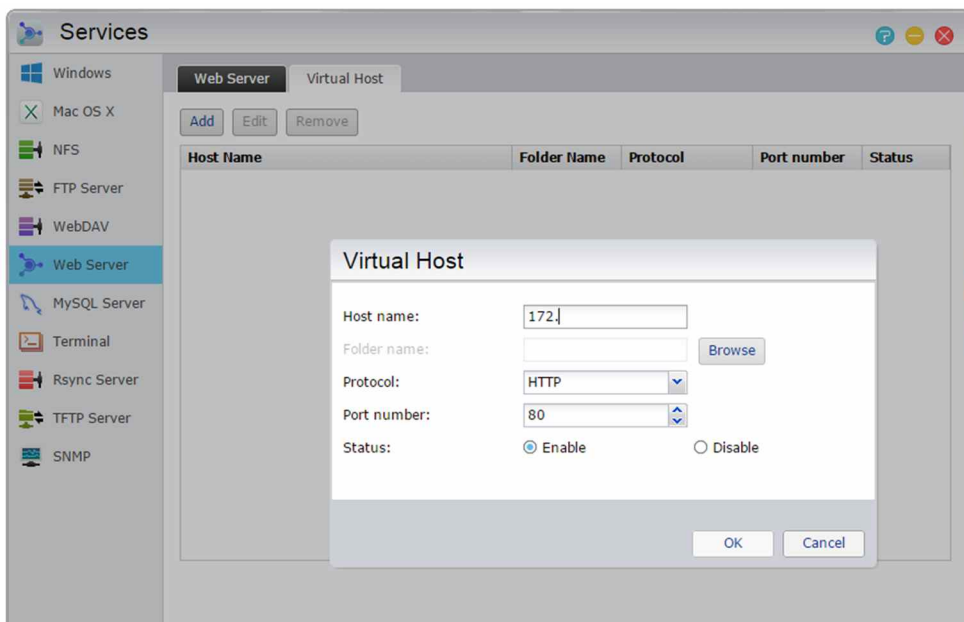 Services
Windows
Mac OS X
NFS
FTP Server
WebDAV
Web Server
MySQL Server
Terminal
Rsync Server
TFTP Server
SNMP
Web Server Virtual Host
Add Edit Remove
Host Name Folder Name Protocol Port number Status
Virtual Host
Host name: 172.
Folder name: Browse
Protocol: HTTP
Port number: 80
Status: Enable Disable
OK Cancel